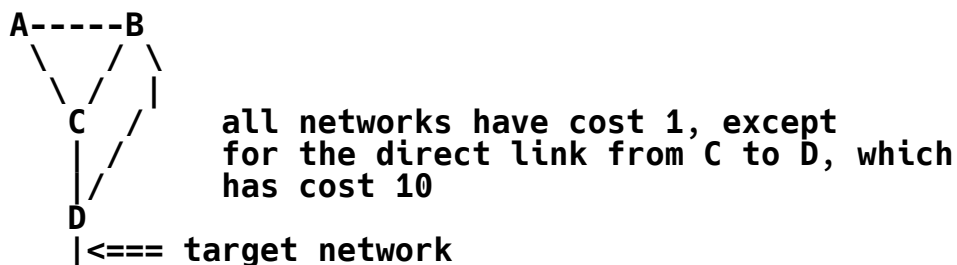 A-----B
 \   / \
  \ /  |
   C  /    all networks have cost 1, except
   | /     for the direct link from C to D, which
   |/      has cost 10
   D
   |<=== target network